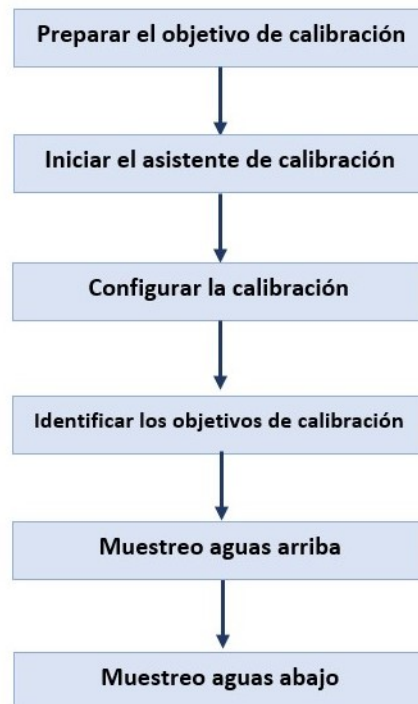 Preparar el objetivo de calibración
Iniciar el asistente de calibración
Configurar la calibración
Identificar los objetivos de calibración
Muestreo aguas arriba
Muestreo aguas abajo